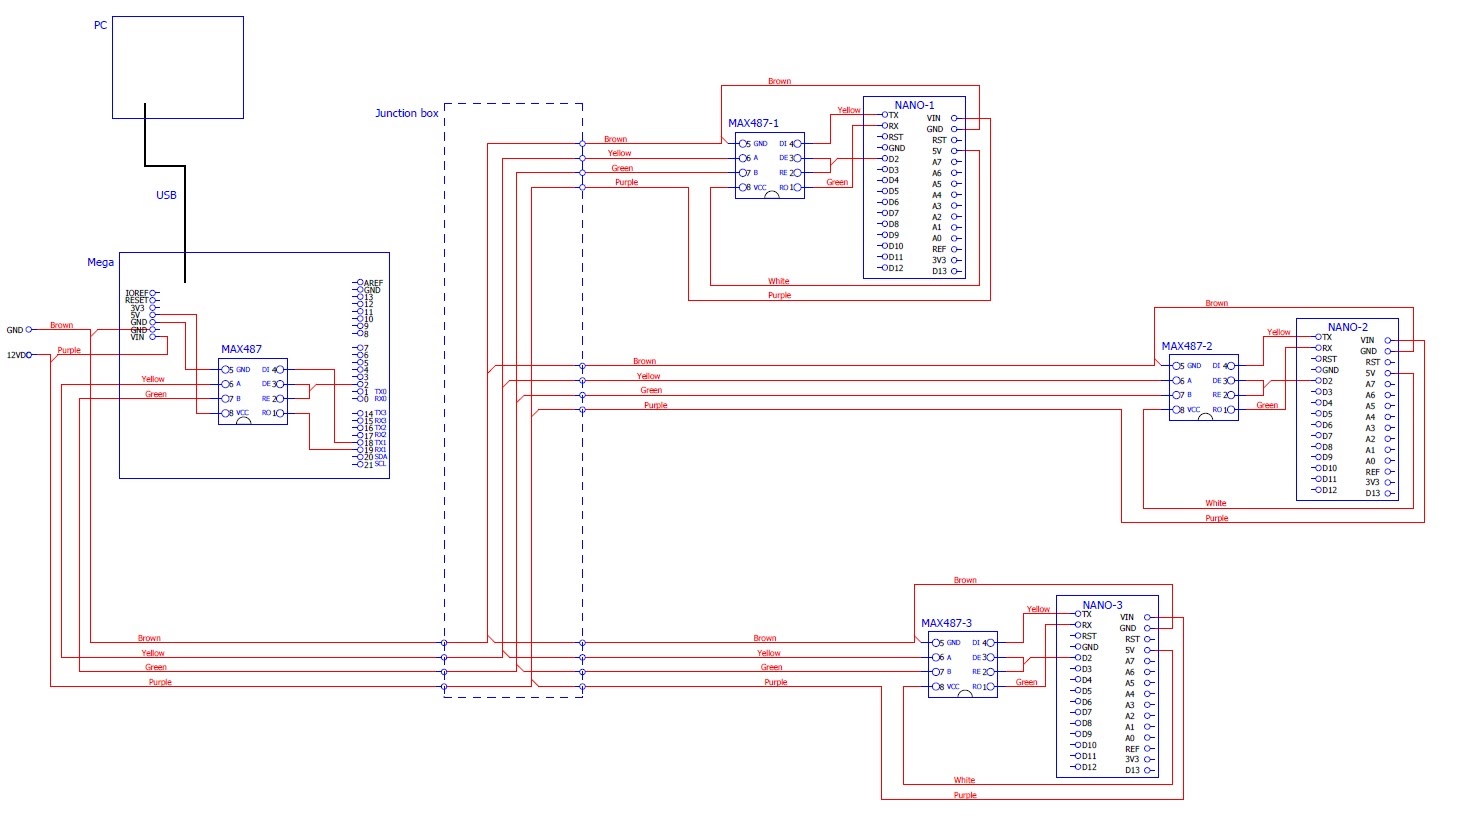 PC
USB
Junction box
Mega
IOREF
RESET
3V3
5V
GND
GND
VIN
AREF
GND
13
12
11
10
9
8
7
6
5
4
3
2
1 TX0
0 RX0
14 TX3
15 RX3
16 TX2
17 RX2
18 TX1
19 RX1
20 SDA
21 SCL
GND
Brown
12VD
Purple
Yellow
Green
MAX487
5 GND DI 4
6 A DE 3
7 B RE 2
8 VCC RO 1
Brown
Yellow
Green
Purple
Brown
Brown
Yellow
Green
Purple
MAX487-1
5 GND DI 4
6 A DE 3
7 B RE 2
8 VCC RO 1
Yellow
Green
NANO-1
TX
RX
RST
GND
D2
D3
D4
D5
D6
D7
D8
D9
D10
D11
D12
VIN
GND
RST
5V
A7
A6
A5
A4
A3
A2
A1
A0
REF
3V3
D13
White
Purple
Brown
Brown
Yellow
Green
Purple
MAX487-2
5 GND DI 4
6 A DE 3
7 B RE 2
8 VCC RO 1
Yellow
Green
NANO-2
TX
RX
RST
GND
D2
D3
D4
D5
D6
D7
D8
D9
D10
D11
D12
VIN
GND
RST
5V
A7
A6
A5
A4
A3
A2
A1
A0
REF
3V3
D13
White
Purple
Brown
Brown
Yellow
Green
Purple
MAX487-3
5 GND DI 4
6 A DE 3
7 B RE 2
8 VCC RO 1
Yellow
Green
NANO-3
TX
RX
RST
GND
D2
D3
D4
D5
D6
D7
D8
D9
D10
D11
D12
VIN
GND
RST
5V
A7
A6
A5
A4
A3
A2
A1
A0
REF
3V3
D13
White
Purple